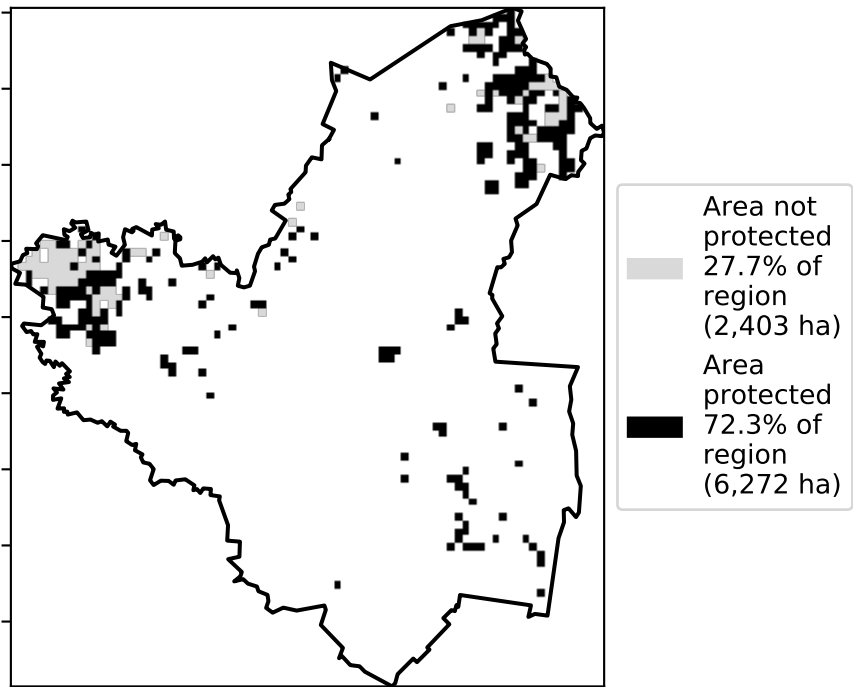 Area not
protected
27.7% of
region
(2,403 ha)
Area
protected
72.3% of
region
(6,272 ha)